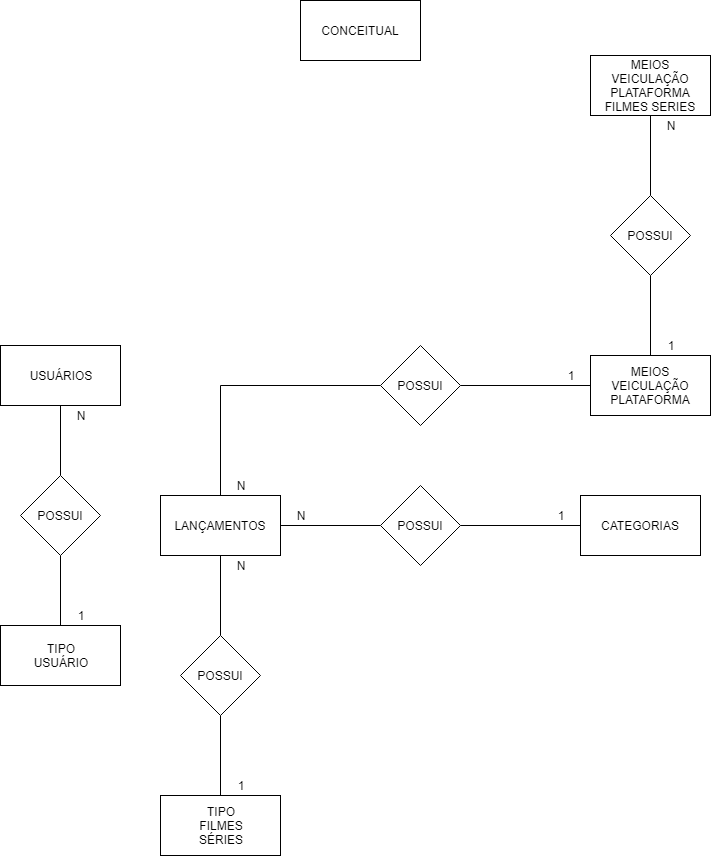 CONCEITUAL
MEIOS
VEICULAÇÃO
PLATAFORMA
FILMES SERIES
N
POSSUI
1
USUÁRIOS
N
POSSUI
1
TIPO
USUÁRIO
POSSUI
1
MEIOS
VEICULAÇÃO
PLATAFORMA
N
LANÇAMENTOS
N
POSSUI
1
CATEGORIAS
N
POSSUI
1
TIPO
FILMES
SÉRIES